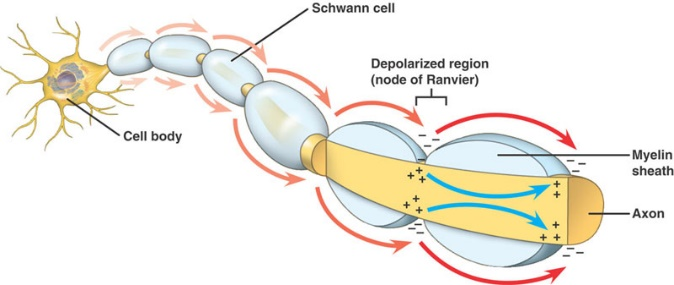 Schwann cell
Depolarized region
(node of Ranvier)
Cell body
Myelin
sheath
Axon